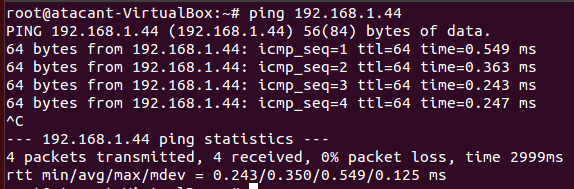 root@atacant-VirtualBox:~# ping 192.168.1.44
PING 192.168.1.44 (192.168.1.44) 56(84) bytes of data.
64 bytes from 192.168.1.44: icmp_seq=1 ttl=64 time=0.549 ms
64 bytes from 192.168.1.44: icmp_seq=2 ttl=64 time=0.363 ms
64 bytes from 192.168.1.44: icmp_seq=3 ttl=64 time=0.243 ms
64 bytes from 192.168.1.44: icmp_seq=4 ttl=64 time=0.247 ms
^C
--- 192.168.1.44 ping statistics ---
4 packets transmitted, 4 received, 0% packet loss, time 2999ms
rtt min/avg/max/mdev = 0.243/0.350/0.549/0.125 ms